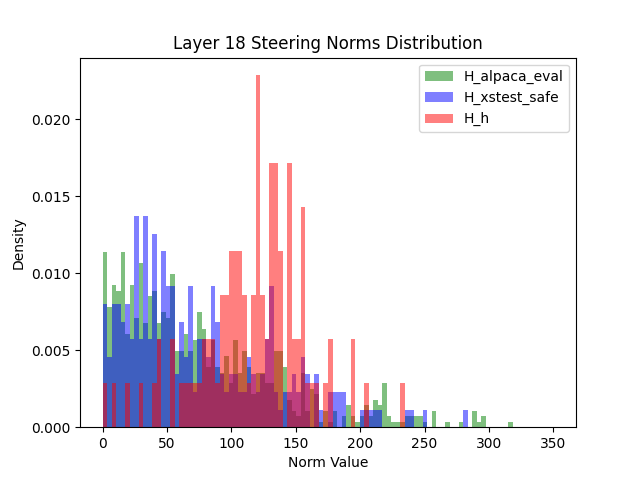 Layer 18 Steering Norms Distribution
H_alpaca_eval
H_xstest_safe
H_h
Density
0.020
0.015
0.010
0.005
0.000
0 50 100 150 200 250 300 350
Norm Value